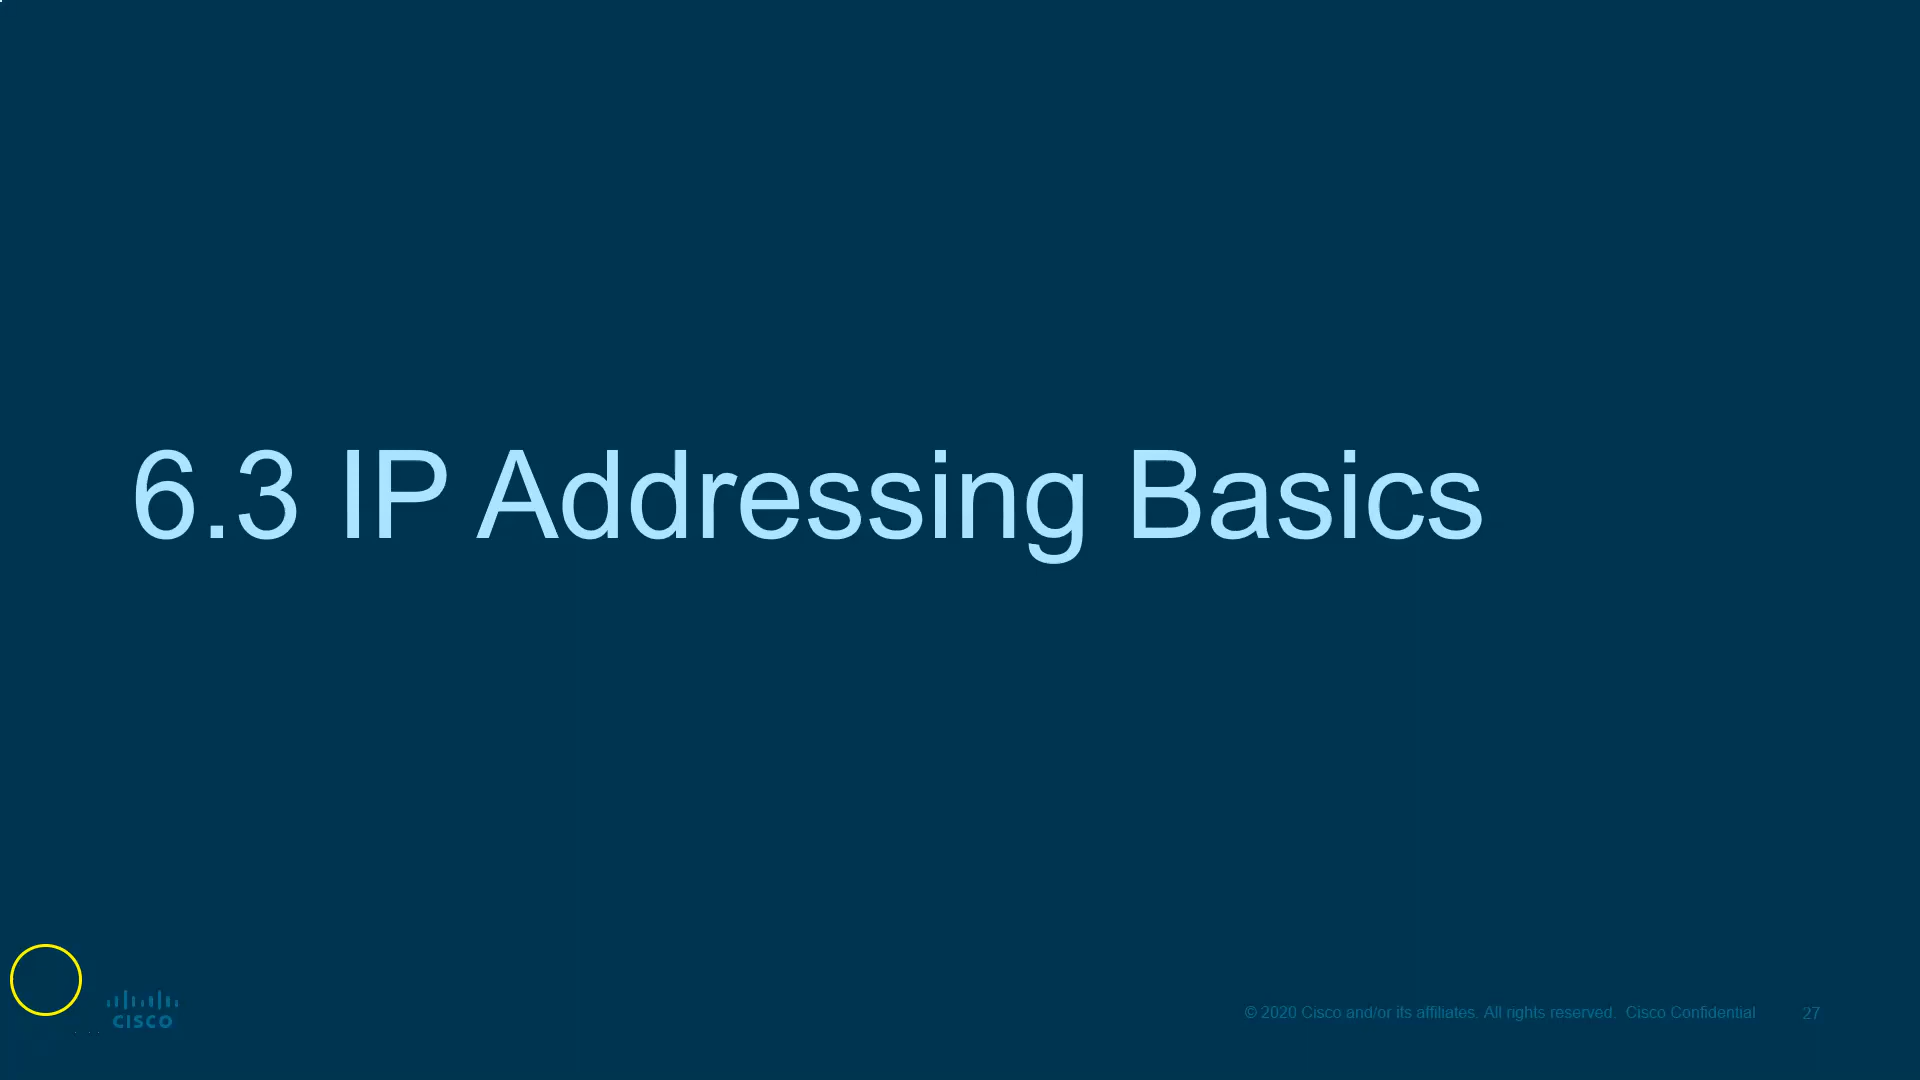 6.3 IP Addressing Basics
CISCO
© 2020 Cisco and/or its affiliates. All rights reserved. Cisco Confidential 27